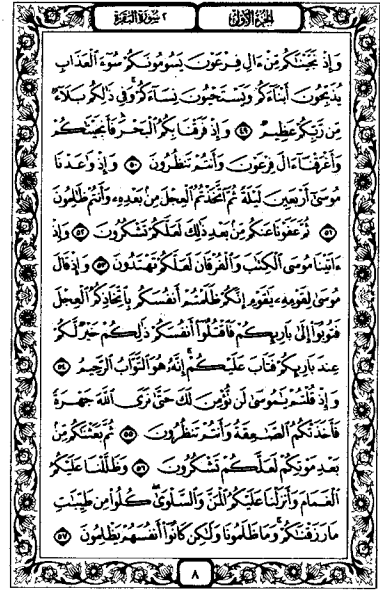 الجزء الأول ٢ سورة البقرة
وَإِذْ نَجَّيْنَٰكُم مِّنْ ءَالِ فِرْعَوْنَ يَسُومُونَكُمْ سُوٓءَ ٱلْعَذَابِ
يُذَبِّحُونَ أَبْنَآءَكُمْ وَيَسْتَحْيُونَ نِسَآءَكُمْ ۚ وَفِى ذَٰلِكُم بَلَآءٌ
مِّن رَّبِّكُمْ عَظِيمٌ ٤٩ وَإِذْ فَرَقْنَا بِكُمُ ٱلْبَحْرَ فَأَنجَيْنَٰكُمْ
وَأَغْرَقْنَآ ءَالَ فِرْعَوْنَ وَأَنتُمْ تَنظُرُونَ ٥٠ وَإِذْ وَٰعَدْنَا
مُوسَىٰٓ أَرْبَعِينَ لَيْلَةً ثُمَّ ٱتَّخَذْتُمُ ٱلْعِجْلَ مِنۢ بَعْدِهِۦ وَأَنتُمْ ظَٰلِمُونَ
٥١ ثُمَّ عَفَوْنَا عَنكُم مِّنۢ بَعْدِ ذَٰلِكَ لَعَلَّكُمْ تَشْكُرُونَ ٥٢ وَإِذْ
ءَاتَيْنَا مُوسَى ٱلْكِتَٰبَ وَٱلْفُرْقَانَ لَعَلَّكُمْ تَهْتَدُونَ ٥٣ وَإِذْ قَالَ
مُوسَىٰ لِقَوْمِهِۦ يَٰقَوْمِ إِنَّكُمْ ظَلَمْتُمْ أَنفُسَكُم بِٱتِّخَاذِكُمُ ٱلْعِجْلَ
فَتُوبُوٓا۟ إِلَىٰ بَارِئِكُمْ فَٱقْتُلُوٓا۟ أَنفُسَكُمْ ذَٰلِكُمْ خَيْرٌ لَّكُمْ
عِندَ بَارِئِكُمْ فَتَابَ عَلَيْكُمْ ۚ إِنَّهُۥ هُوَ ٱلتَّوَّابُ ٱلرَّحِيمُ ٥٤
وَإِذْ قُلْتُمْ يَٰمُوسَىٰ لَن نُّؤْمِنَ لَكَ حَتَّىٰ نَرَى ٱللَّهَ جَهْرَةً
فَأَخَذَتْكُمُ ٱلصَّٰعِقَةُ وَأَنتُمْ تَنظُرُونَ ٥٥ ثُمَّ بَعَثْنَٰكُم مِّنۢ
بَعْدِ مَوْتِكُمْ لَعَلَّكُمْ تَشْكُرُونَ ٥٦ وَظَلَّلْنَا عَلَيْكُمُ
ٱلْغَمَامَ وَأَنزَلْنَا عَلَيْكُمُ ٱلْمَنَّ وَٱلسَّلْوَىٰ ۖ كُلُوا۟ مِن طَيِّبَٰتِ
مَا رَزَقْنَٰكُمْ ۖ وَمَا ظَلَمُونَا وَلَٰكِن كَانُوٓا۟ أَنفُسَهُمْ يَظْلِمُونَ ٥٧
٨